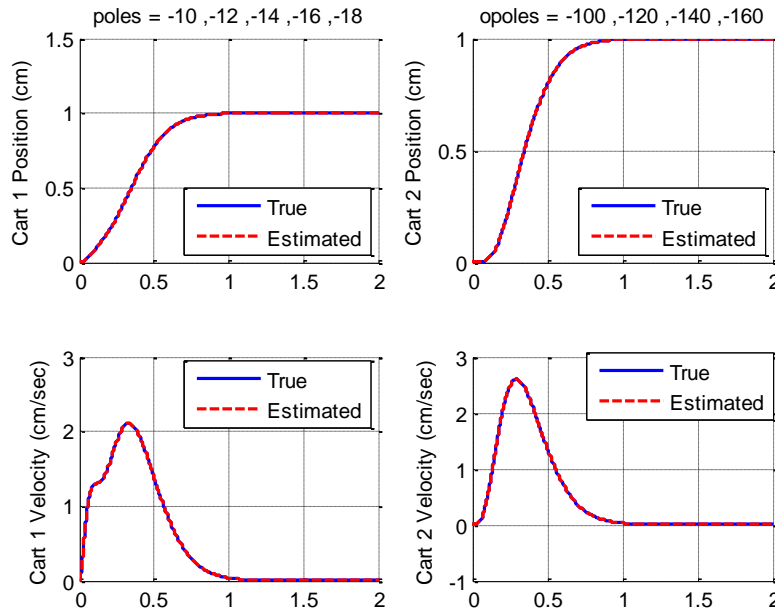 poles = -10 ,-12 ,-14 ,-16 ,-18
1.5
1
0.5
0
Cart 1 Position (cm)
True
Estimated
0 0.5 1 1.5 2
opoles = -100 ,-120 ,-140 ,-160
1
0.5
0
Cart 2 Position (cm)
True
Estimated
0 0.5 1 1.5 2
3
2
1
0
Cart 1 Velocity (cm/sec)
True
Estimated
0 0.5 1 1.5 2
3
2
1
0
-1
Cart 2 Velocity (cm/sec)
True
Estimated
0 0.5 1 1.5 2